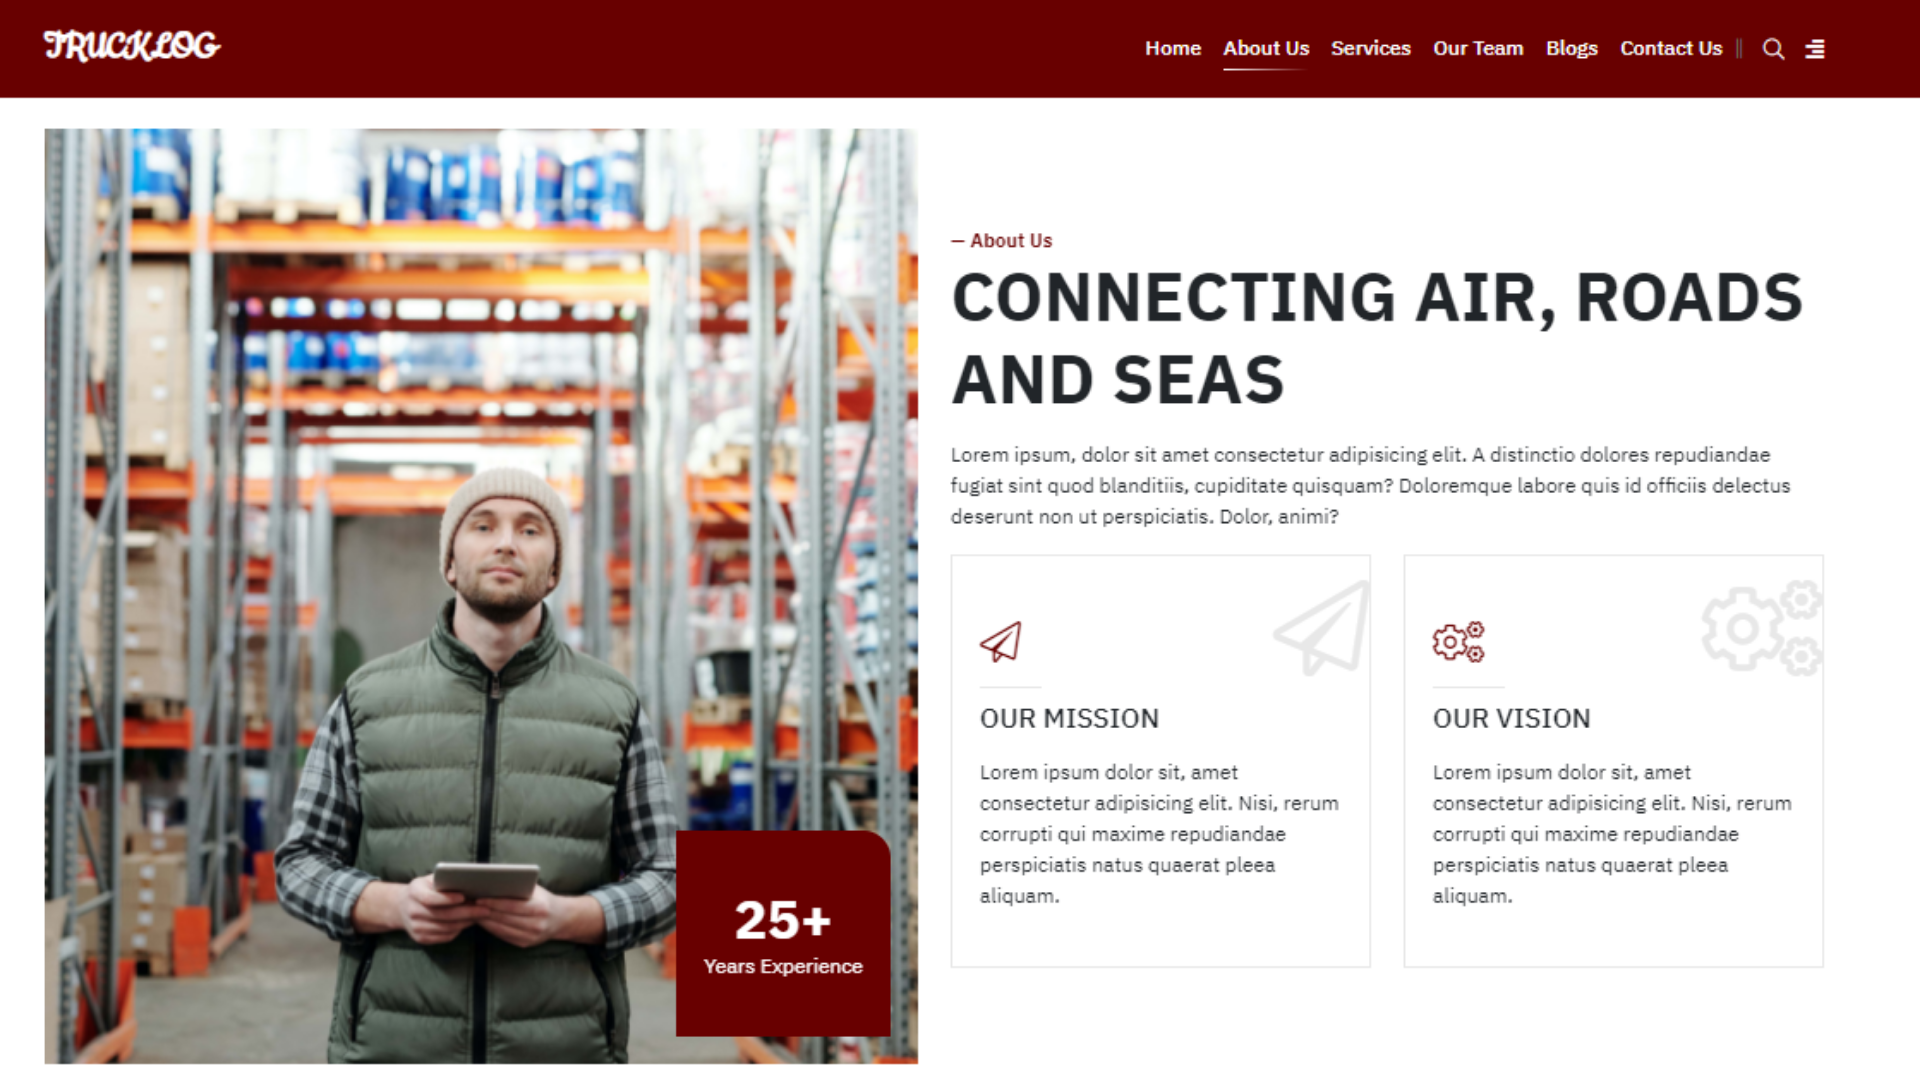 TRUCKLOG
Home About Us Services Our Team Blogs Contact Us
— About Us
CONNECTING AIR, ROADS
AND SEAS
Lorem ipsum, dolor sit amet consectetur adipisicing elit. A distinctio dolores repudiandae
fugiat sint quod blanditiis, cupiditate quisquam? Doloremque labore quis id officiis delectus
deserunt non ut perspiciatis. Dolor, animi?
OUR MISSION
Lorem ipsum dolor sit, amet
consectetur adipisicing elit. Nisi, rerum
corrupti qui maxime repudiandae
perspiciatis natus quaerat pleea
aliquam.
OUR VISION
Lorem ipsum dolor sit, amet
consectetur adipisicing elit. Nisi, rerum
corrupti qui maxime repudiandae
perspiciatis natus quaerat pleea
aliquam.
25+
Years Experience